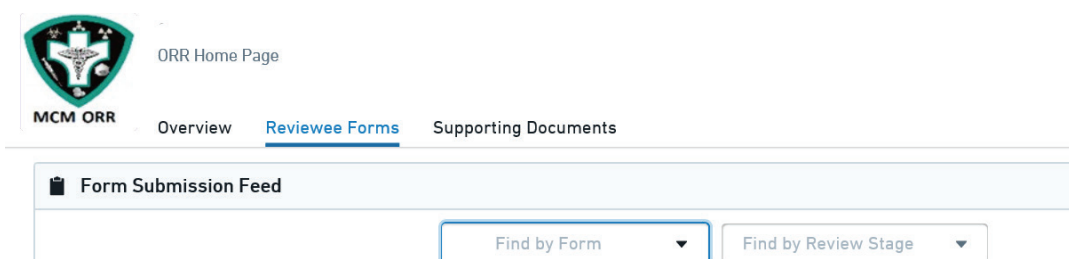 ORR Home Page
MCM ORR
Overview Reviewee Forms Supporting Documents
Form Submission Feed
Find by Form Find by Review Stage